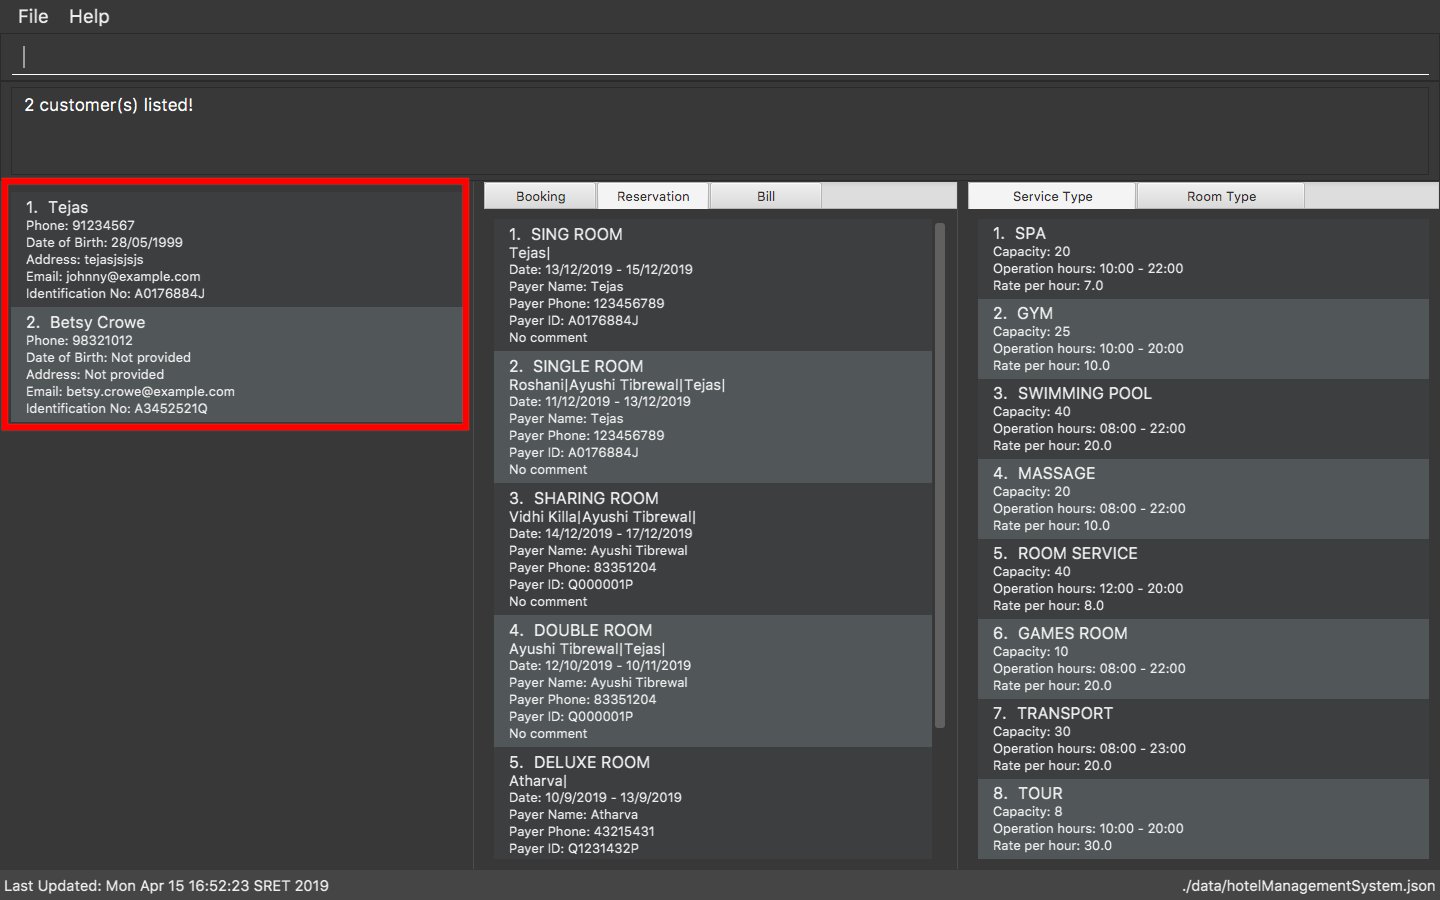 File Help
2 customer(s) listed!
1. Tejas
Phone: 91234567
Date of Birth: 28/05/1999
Address: tejasjsjsjs
Email: johnny@example.com
Identification No: A0176884J
2. Betsy Crowe
Phone: 98321012
Date of Birth: Not provided
Address: Not provided
Email: betsy.crowe@example.com
Identification No: A3452521Q
Booking Reservation Bill
1. SING ROOM
Tejas|
Date: 13/12/2019 - 15/12/2019
Payer Name: Tejas
Payer Phone: 123456789
Payer ID: A0176884J
No comment
2. SINGLE ROOM
Roshani|Ayushi Tibrewal|Tejas|
Date: 11/12/2019 - 13/12/2019
Payer Name: Tejas
Payer Phone: 123456789
Payer ID: A0176884J
No comment
3. SHARING ROOM
Vidhi Killa|Ayushi Tibrewal|
Date: 14/12/2019 - 17/12/2019
Payer Name: Ayushi Tibrewal
Payer Phone: 83351204
Payer ID: Q000001P
No comment
4. DOUBLE ROOM
Ayushi Tibrewal|Tejas|
Date: 12/10/2019 - 10/11/2019
Payer Name: Ayushi Tibrewal
Payer Phone: 83351204
Payer ID: Q000001P
No comment
5. DELUXE ROOM
Atharva|
Date: 10/9/2019 - 13/9/2019
Payer Name: Atharva
Payer Phone: 43215431
Payer ID: Q1231432P
Service Type Room Type
1. SPA
Capacity: 20
Operation hours: 10:00 - 22:00
Rate per hour: 7.0
2. GYM
Capacity: 25
Operation hours: 10:00 - 20:00
Rate per hour: 10.0
3. SWIMMING POOL
Capacity: 40
Operation hours: 08:00 - 22:00
Rate per hour: 20.0
4. MASSAGE
Capacity: 20
Operation hours: 08:00 - 22:00
Rate per hour: 10.0
5. ROOM SERVICE
Capacity: 40
Operation hours: 12:00 - 20:00
Rate per hour: 8.0
6. GAMES ROOM
Capacity: 10
Operation hours: 08:00 - 22:00
Rate per hour: 20.0
7. TRANSPORT
Capacity: 30
Operation hours: 08:00 - 23:00
Rate per hour: 20.0
8. TOUR
Capacity: 8
Operation hours: 10:00 - 20:00
Rate per hour: 30.0
Last Updated: Mon Apr 15 16:52:23 SRET 2019
./data/hotelManagementSystem.json